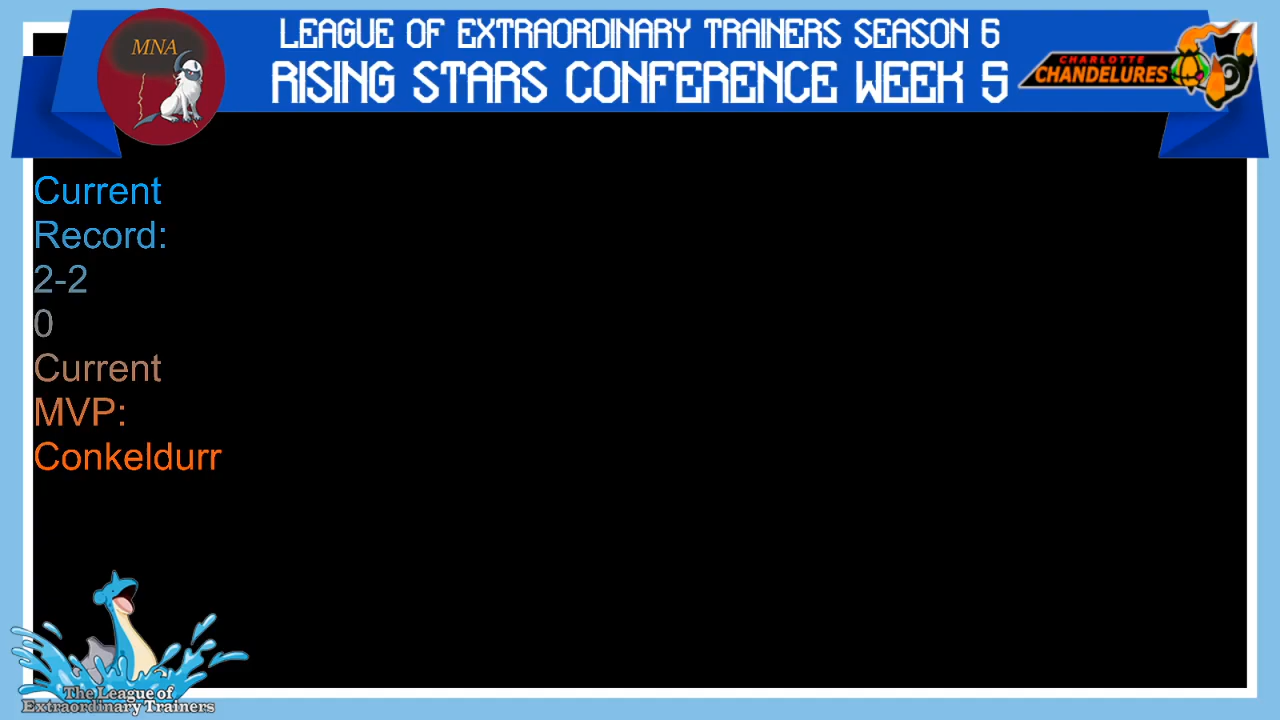 MNA
LEAGUE OF EXTRAORDINARY TRAINERS SEASON 6
RISING STARS CONFERENCE WEEK 5
CHARLOTTE
CHANDELURES
Current
Record:
2-2
0
Current
MVP:
Conkeldurr
The League of
Extraordinary Trainers